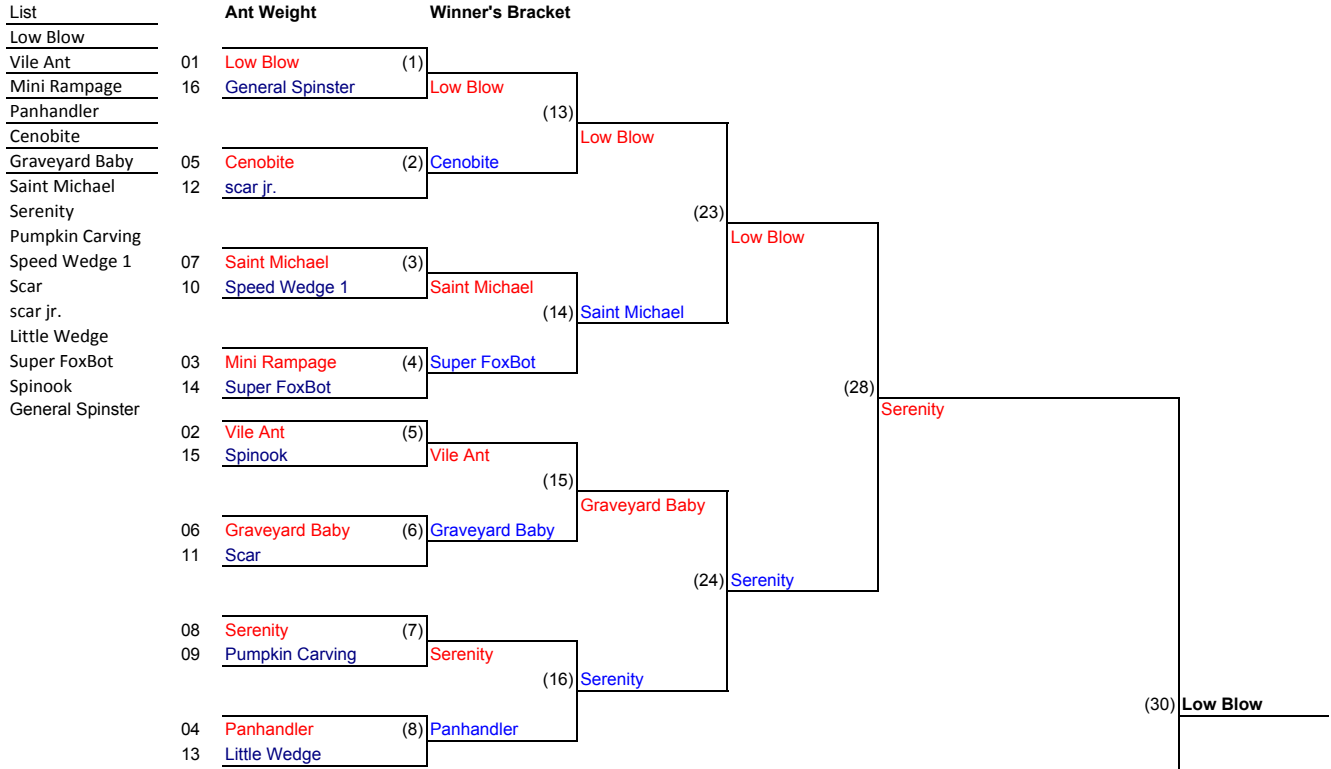 List Ant Weight Winner's Bracket
Low Blow
Vile Ant 01 Low Blow (1)
Mini Rampage 16 General Spinster Low Blow
Panhandler (13)
Low Blow
Cenobite
Graveyard Baby 05 Cenobite (2) Cenobite
Saint Michael 12 scar jr.
Serenity (23)
Pumpkin Carving Low Blow
Speed Wedge 1 07 Saint Michael (3)
Scar 10 Speed Wedge 1 Saint Michael
scar jr. (14) Saint Michael
Little Wedge
Super FoxBot 03 Mini Rampage (4) Super FoxBot
Spinook 14 Super FoxBot (28)
General Spinster Serenity
02 Vile Ant (5)
15 Spinook Vile Ant
(15)
Graveyard Baby
06 Graveyard Baby (6) Graveyard Baby
11 Scar
(24) Serenity
08 Serenity (7)
09 Pumpkin Carving Serenity
(16) Serenity
(30) Low Blow
04 Panhandler (8) Panhandler
13 Little Wedge